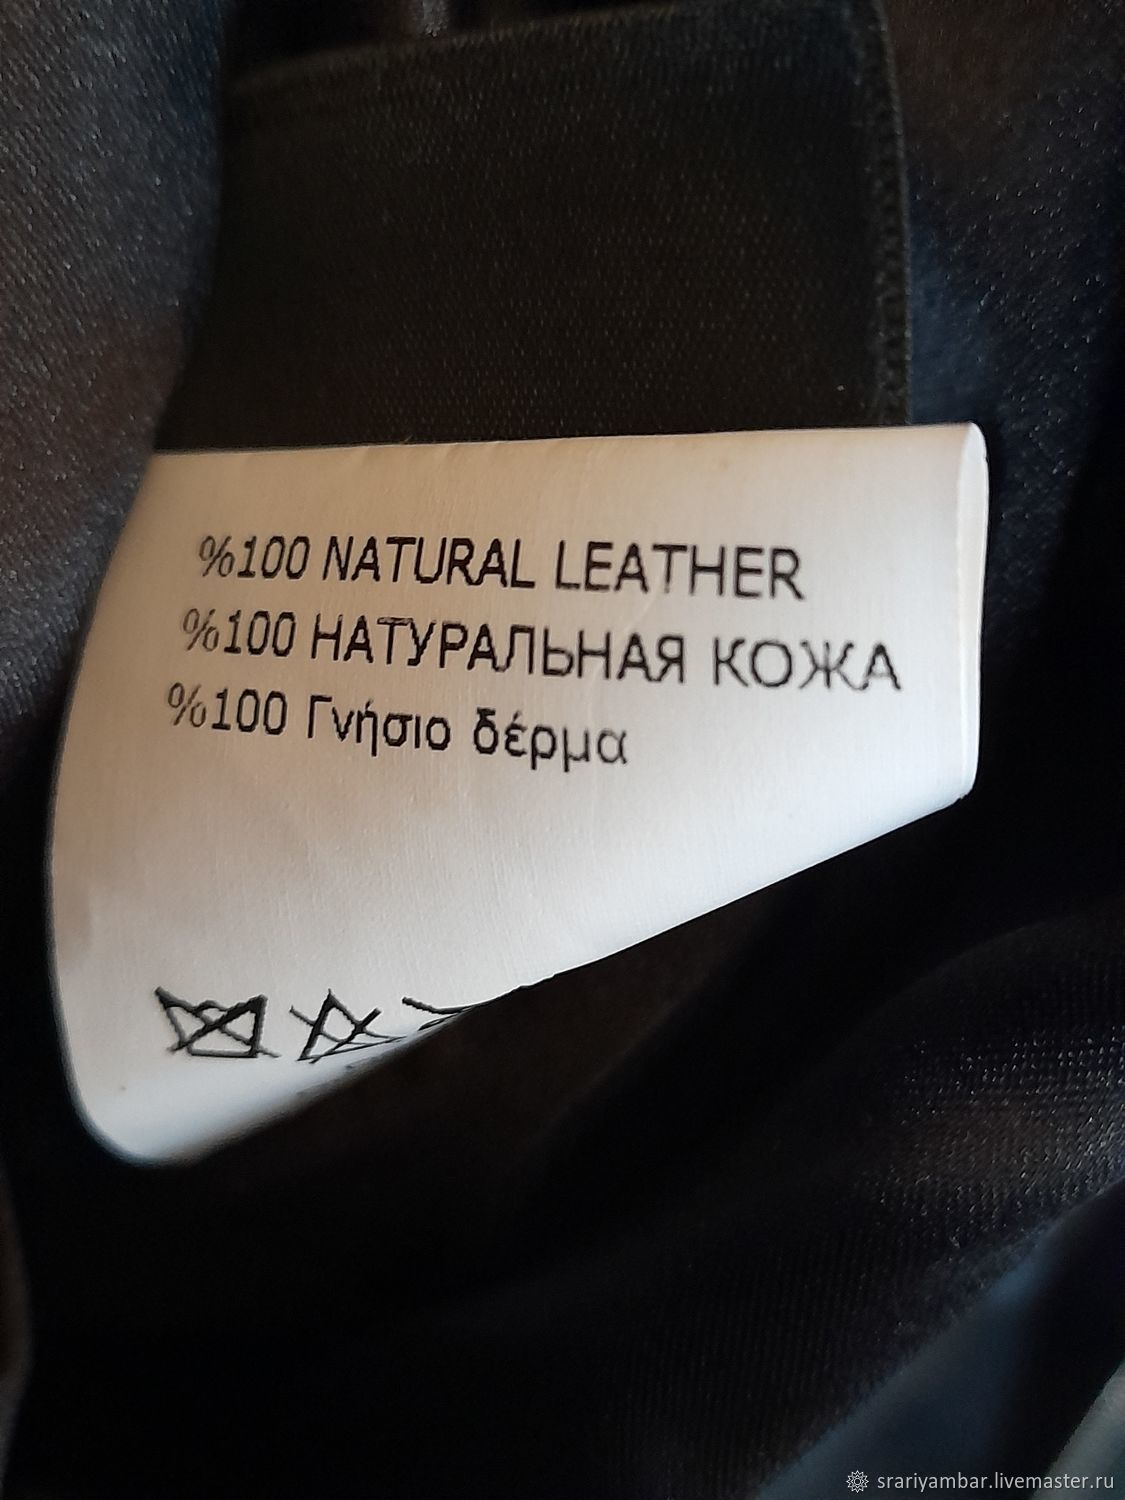 %100 NATURAL LEATHER
%100 НАТУРАЛЬНАЯ КОЖА
%100 Γνήσιο δέρμα
srariyambar.livemaster.ru